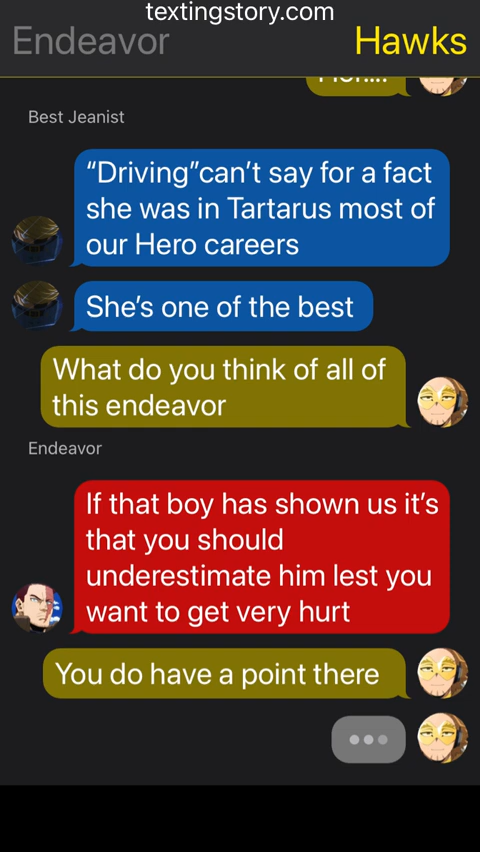 textingstory.com
Endeavor
Hawks
Best Jeanist
“Driving”can’t say for a fact
she was in Tartarus most of
our Hero careers
She’s one of the best
What do you think of all of
this endeavor
Endeavor
If that boy has shown us it’s
that you should
underestimate him lest you
want to get very hurt
You do have a point there